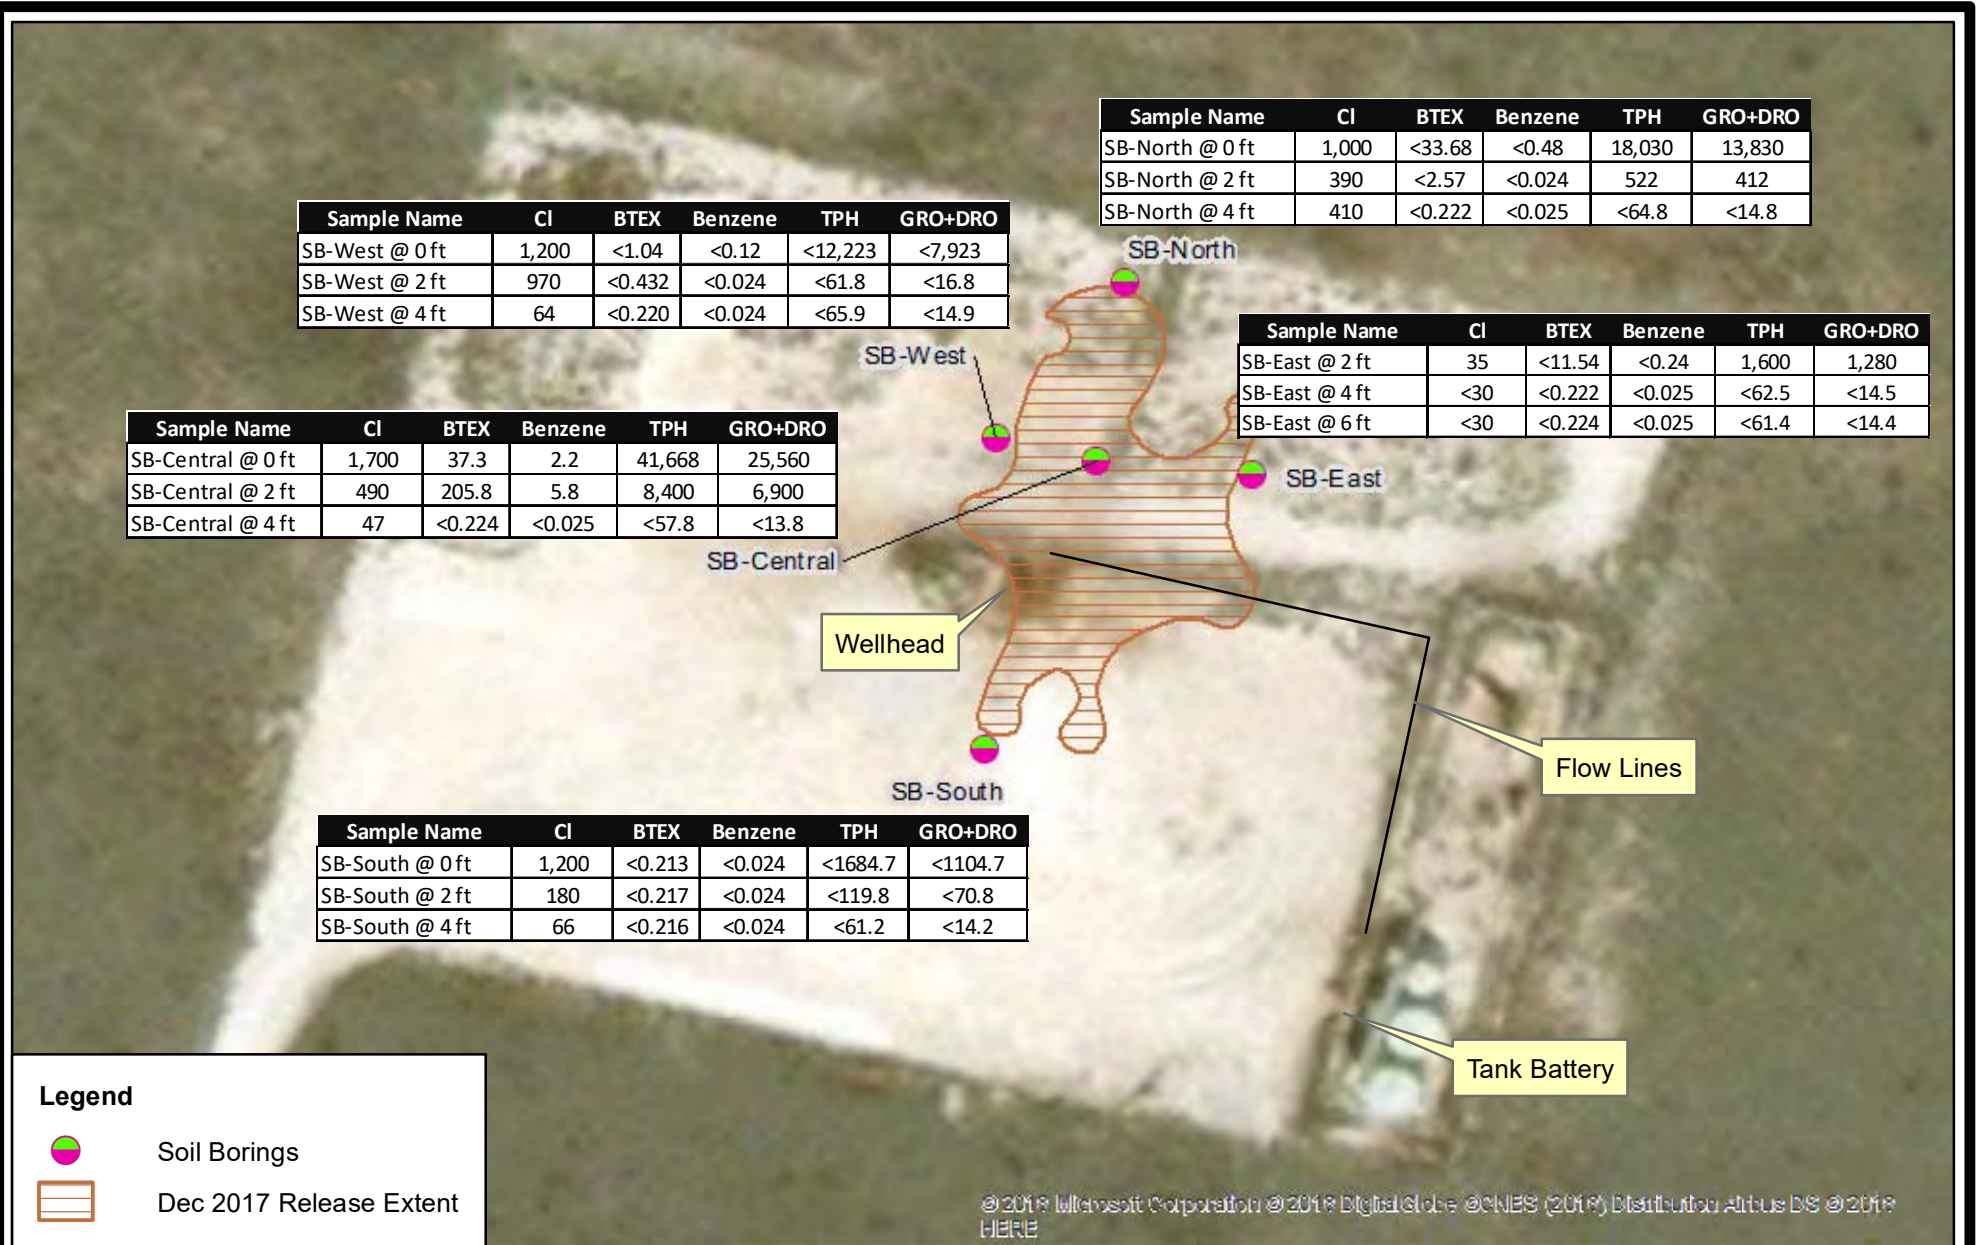 Sample Name Cl BTEX Benzene TPH GRO+DRO
SB-North @ 0 ft 1,000 <33.68 <0.48 18,030 13,830
SB-North @ 2 ft 390 <2.57 <0.024 522 412
SB-North @ 4 ft 410 <0.222 <0.025 <64.8 <14.8
SB-North
Sample Name Cl BTEX Benzene TPH GRO+DRO
SB-West @ 0 ft 1,200 <1.04 <0.12 <12,223 <7,923
SB-West @ 2 ft 970 <0.432 <0.024 <61.8 <16.8
SB-West @ 4 ft 64 <0.220 <0.024 <65.9 <14.9
SB-West
Sample Name Cl BTEX Benzene TPH GRO+DRO
SB-East @ 2 ft 35 <11.54 <0.24 1,600 1,280
SB-East @ 4 ft <30 <0.222 <0.025 <62.5 <14.5
SB-East @ 6 ft <30 <0.224 <0.025 <61.4 <14.4
SB-East
Sample Name Cl BTEX Benzene TPH GRO+DRO
SB-Central @ 0 ft 1,700 37.3 2.2 41,668 25,560
SB-Central @ 2 ft 490 205.8 5.8 8,400 6,900
SB-Central @ 4 ft 47 <0.224 <0.025 <57.8 <13.8
SB-Central
Wellhead
Flow Lines
SB-South
Sample Name Cl BTEX Benzene TPH GRO+DRO
SB-South @ 0 ft 1,200 <0.213 <0.024 <1684.7 <1104.7
SB-South @ 2 ft 180 <0.217 <0.024 <119.8 <70.8
SB-South @ 4 ft 66 <0.216 <0.024 <61.2 <14.2
Tank Battery
Legend
Soil Borings
Dec 2017 Release Extent
© 2018 Microsoft Corporation © 2018 DigitalGlobe ©CNES (2018) Distribution Airbus DS © 2018
HERE